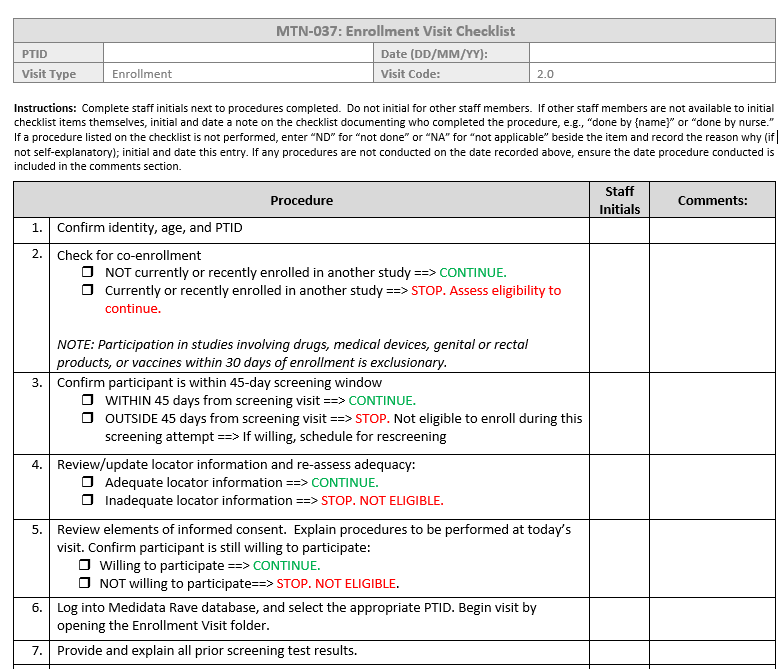 MTN-037: Enrollment Visit Checklist
PTID Date (DD/MM/YY):
Visit Type Enrollment Visit Code: 2.0
Instructions: Complete staff initials next to procedures completed. Do not initial for other staff members. If other staff members are not available to initial
checklist items themselves, initial and date a note on the checklist documenting who completed the procedure, e.g., “done by {name}” or “done by nurse.”
If a procedure listed on the checklist is not performed, enter “ND” for “not done” or “NA” for “not applicable” beside the item and record the reason why (if
not self-explanatory); initial and date this entry. If any procedures are not conducted on the date recorded above, ensure the date procedure conducted is
included in the comments section.
Procedure Staff Initials Comments:
1. Confirm identity, age, and PTID
2. Check for co-enrollment
❒ NOT currently or recently enrolled in another study ==> CONTINUE.
❒ Currently or recently enrolled in another study ==> STOP. Assess eligibility to
continue.
NOTE: Participation in studies involving drugs, medical devices, genital or rectal
products, or vaccines within 30 days of enrollment is exclusionary.
3. Confirm participant is within 45-day screening window
❒ WITHIN 45 days from screening visit ==> CONTINUE.
❒ OUTSIDE 45 days from screening visit ==> STOP. Not eligible to enroll during this
screening attempt ==> If willing, schedule for rescreening
4. Review/update locator information and re-assess adequacy:
❒ Adequate locator information ==> CONTINUE.
❒ Inadequate locator information ==> STOP. NOT ELIGIBLE.
5. Review elements of informed consent. Explain procedures to be performed at today’s
visit. Confirm participant is still willing to participate:
❒ Willing to participate ==> CONTINUE.
❒ NOT willing to participate==> STOP. NOT ELIGIBLE.
6. Log into Medidata Rave database, and select the appropriate PTID. Begin visit by
opening the Enrollment Visit folder.
7. Provide and explain all prior screening test results.